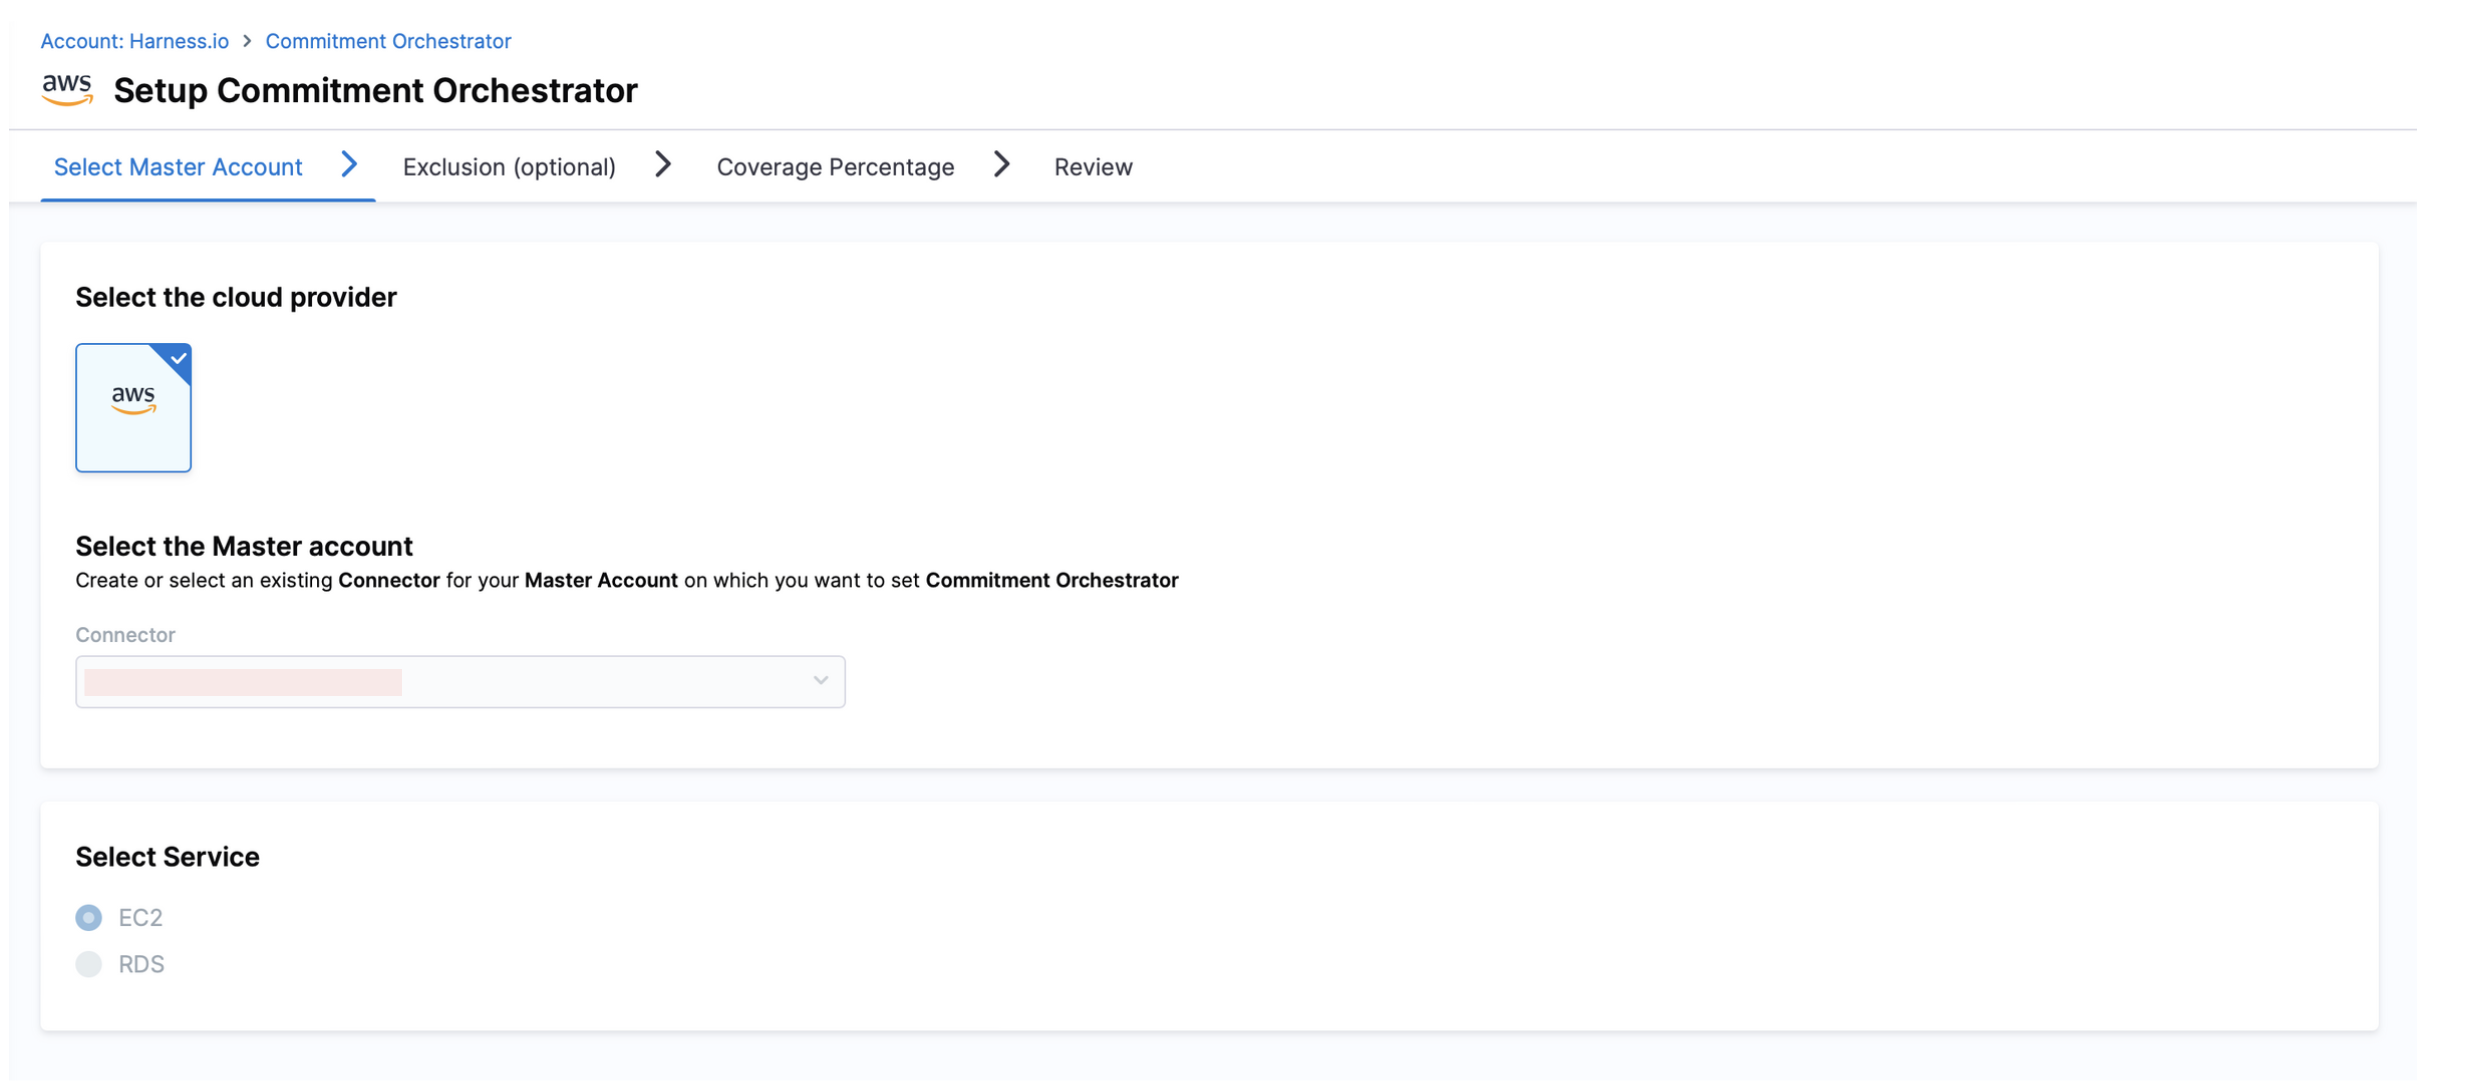 Account: Harness.io > Commitment Orchestrator
aws Setup Commitment Orchestrator
Select Master Account > Exclusion (optional) > Coverage Percentage > Review
Select the cloud provider
aws
Select the Master account
Create or select an existing Connector for your Master Account on which you want to set Commitment Orchestrator
Connector
Select Service
EC2
RDS